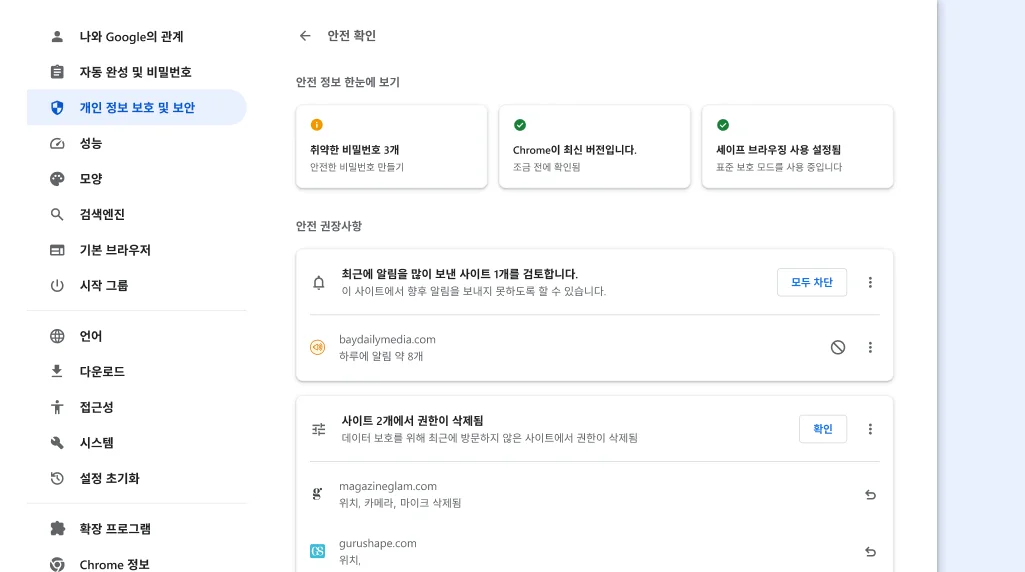 나와 Google의 관계
자동 완성 및 비밀번호
개인 정보 보호 및 보안
성능
모양
검색엔진
기본 브라우저
시작 그룹
언어
다운로드
접근성
시스템
설정 초기화
확장 프로그램
Chrome 정보
안전 확인
안전 정보 한눈에 보기
취약한 비밀번호 3개
안전한 비밀번호 만들기
Chrome이 최신 버전입니다.
조금 전에 확인됨
세이프 브라우징 사용 설정됨
표준 보호 모드를 사용 중입니다
안전 권장사항
최근에 알림을 많이 보낸 사이트 1개를 검토합니다.
이 사이트에서 향후 알림을 보내지 못하도록 할 수 있습니다.
모두 차단
baydailymedia.com
하루에 알림 약 8개
사이트 2개에서 권한이 삭제됨
데이터 보호를 위해 최근에 방문하지 않은 사이트에서 권한이 삭제됨
확인
g
magazineglam.com
위치, 카메라, 마이크 삭제됨
GS
gurushape.com
위치,